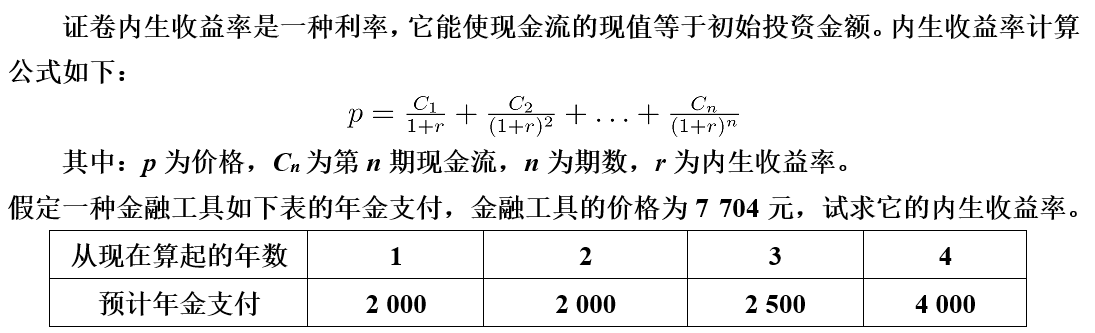 证卷内生收益率是一种利率，它能使现金流的现值等于初始投资金额。内生收益率计算
公式如下：
p = C₁/(1+r) + C₂/(1+r)² + … + Cₙ/(1+r)ⁿ
其中：p 为价格，Cₙ 为第 n 期现金流，n 为期数，r 为内生收益率。
假定一种金融工具如下表的年金支付，金融工具的价格为 7 704 元，试求它的内生收益率。
从现在算起的年数 1 2 3 4
预计年金支付 2 000 2 000 2 500 4 000